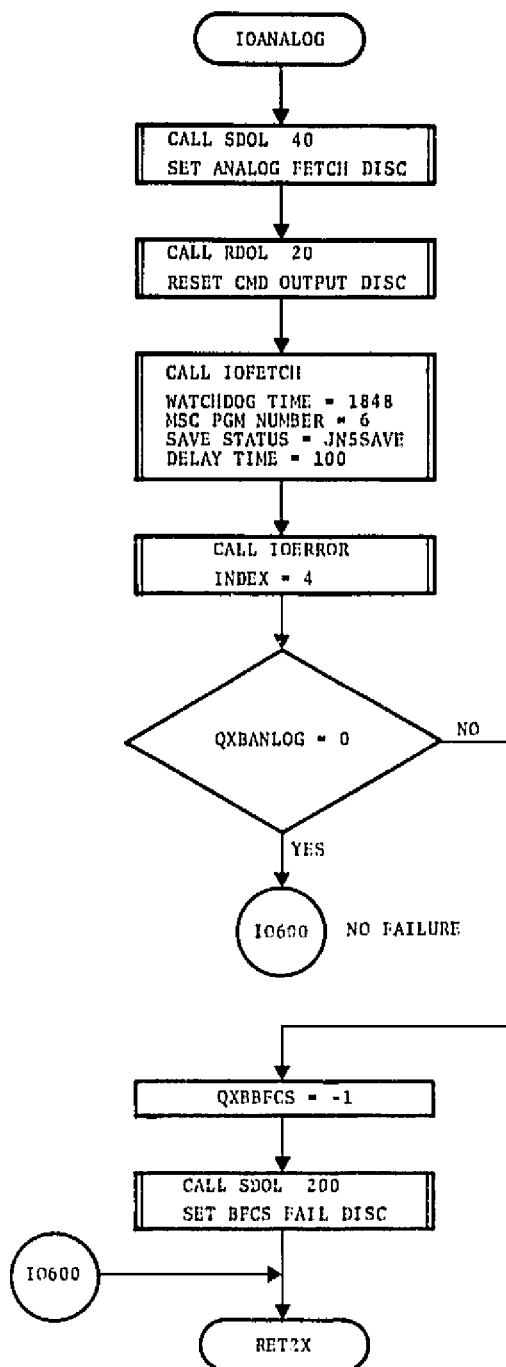 IOANALOG
CALL SDOL 40
SET ANALOG FETCH DISC
CALL RDOL 20
RESET CMD OUTPUT DISC
CALL IOFETCH
WATCHDOG TIME = 1848
MSC PGM NUMBER = 6
SAVE STATUS = JN5SAVE
DELAY TIME = 100
CALL IOERROR
INDEX = 4
QXBANLOG = 0
NO
YES
IO600
NO FAILURE
QXBBFCS = -1
CALL SDOL 200
SET BFCS FAIL DISC
IO600
RET2X